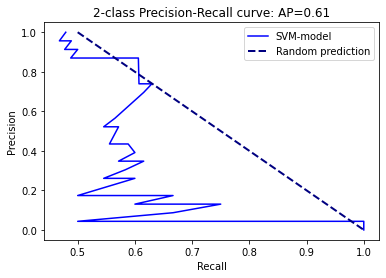 2-class Precision-Recall curve: AP=0.61
SVM-model
Random prediction
Precision
1.0
0.8
0.6
0.4
0.2
0.0
0.5 0.6 0.7 0.8 0.9 1.0
Recall